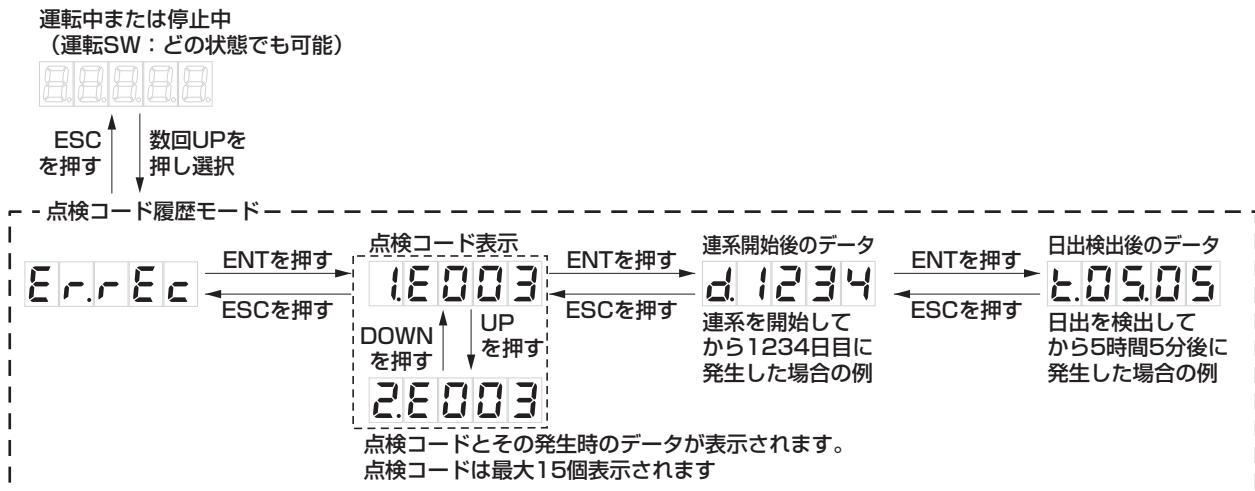 運転中または停止中
（運転SW：どの状態でも可能）
8.8.8.8.8.
ESC
を押す
数回UPを
押し選択
点検コード履歴モード
Er.rEc
ENTを押す
ESCを押す
点検コード表示
1.E003
DOWN
を押す
UP
を押す
2.E003
ENTを押す
ESCを押す
連系開始後のデータ
d.1234
連系を開始して
から1234日目に
発生した場合の例
ENTを押す
ESCを押す
日出検出後のデータ
t.05.05
日出を検出して
から5時間5分後に
発生した場合の例
点検コードとその発生時のデータが表示されます。
点検コードは最大15個表示されます